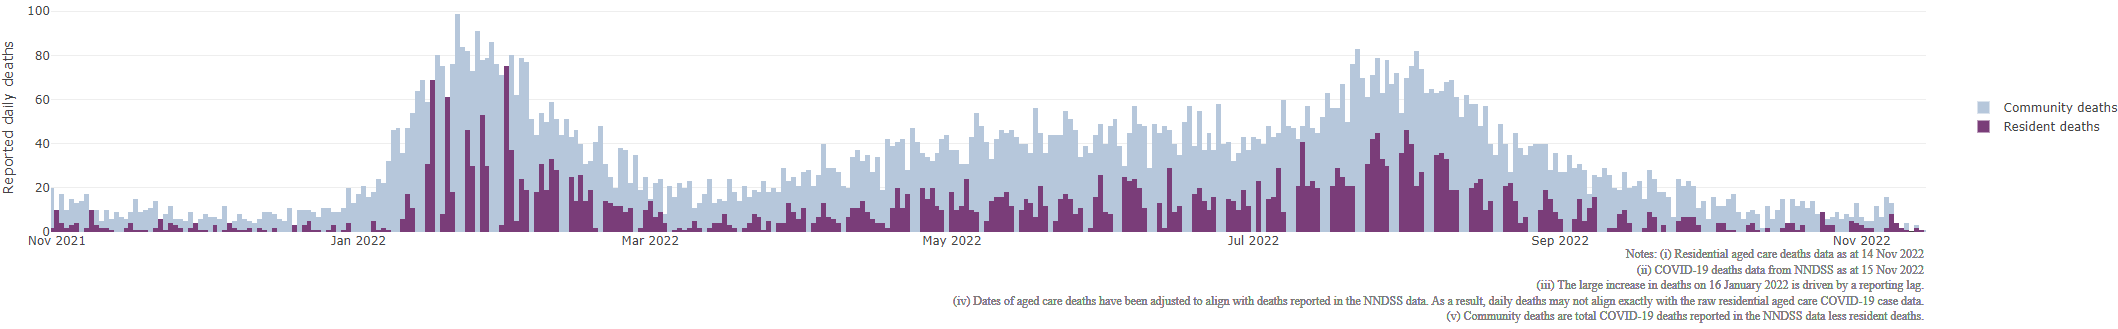 Reported daily deaths
100
80
60
40
20
0
Nov 2021
Jan 2022
Mar 2022
May 2022
Jul 2022
Sep 2022
Nov 2022
Community deaths
Resident deaths
Notes: (i) Residential aged care deaths data as at 14 Nov 2022
(ii) COVID-19 deaths data from NNDSS as at 15 Nov 2022
(iii) The large increase in deaths on 16 January 2022 is driven by a reporting lag.
(iv) Dates of aged care deaths have been adjusted to align with deaths reported in the NNDSS data. As a result, daily deaths may not align exactly with the raw residential aged care COVID-19 case data.
(v) Community deaths are total COVID-19 deaths reported in the NNDSS data less resident deaths.